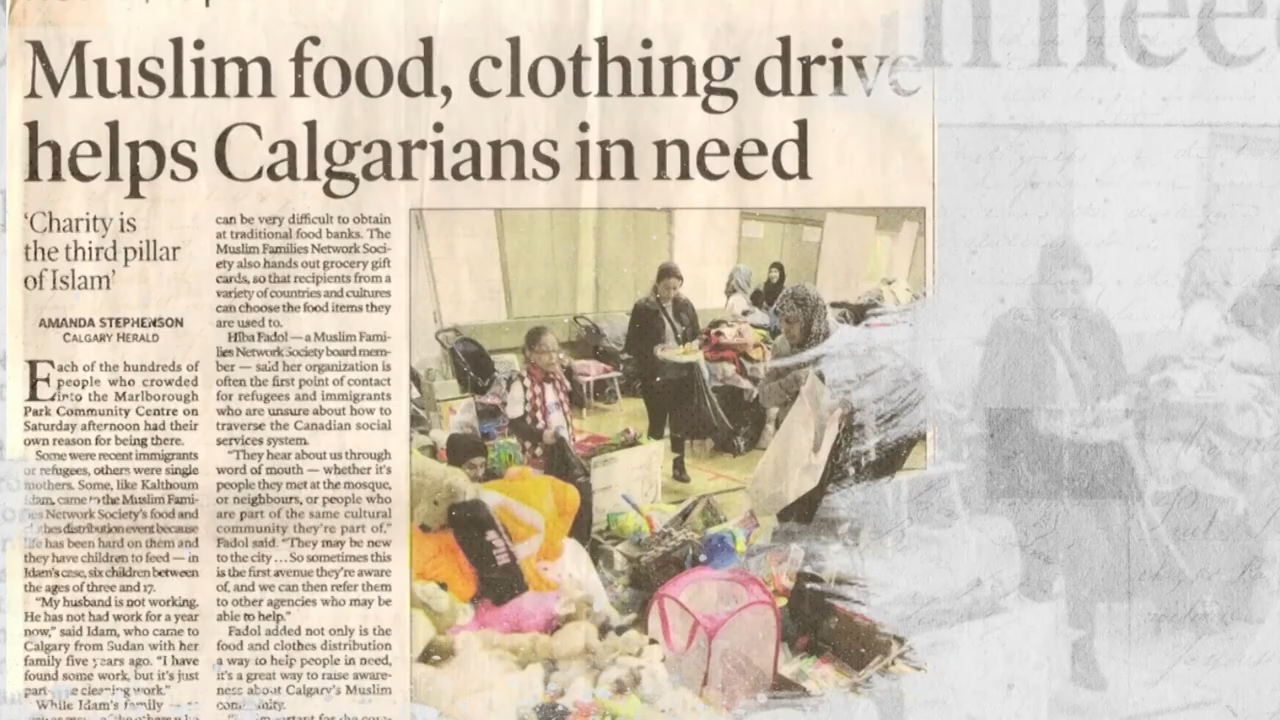 Muslim food, clothing drive
helps Calgarians in need
‘Charity is
the third pillar
of Islam’
AMANDA STEPHENSON
CALGARY HERALD
Each of the hundreds of
people who crowded
into the Marlborough
Park Community Centre on
Saturday afternoon had their
own reason for being there.
Some were recent immigrants
or refugees, others were single
mothers. Some, like Kalthoum
Idam, came to the Muslim Fami-
lies Network Society's food and
clothes distribution event because
life has been hard on them and
they have children to feed — in
Idam's case, six children between
the ages of three and 17.
“My husband is not working.
He has not had work for a year
now,” said Idam, who came to
Calgary from Sudan with her
family five years ago. “I have
found some work, but it's just
cleaning work.”
While Idam's family
can be very difficult to obtain
at traditional food banks. The
Muslim Families Network Soci-
ety also hands out grocery gift
cards, so that recipients from a
variety of countries and cultures
can choose the food items they
are used to.
Hiba Fadol — a Muslim Fami-
lies Network Society board mem-
ber — said her organization is
often the first point of contact
for refugees and immigrants
who are unsure about how to
traverse the Canadian social
services system.
“They hear about us through
word of mouth — whether it's
people they met at the mosque,
or neighbours, or people who
are part of the same cultural
community they're part of,”
Fadol said. “They may be new
to the city ... So sometimes this
is the first avenue they're aware
of, and we can then refer them
to other agencies who may be
able to help.”
Fadol added not only is the
food and clothes distribution
a way to help people in need,
it's a great way to raise aware-
ness about Calgary's Muslim
community.